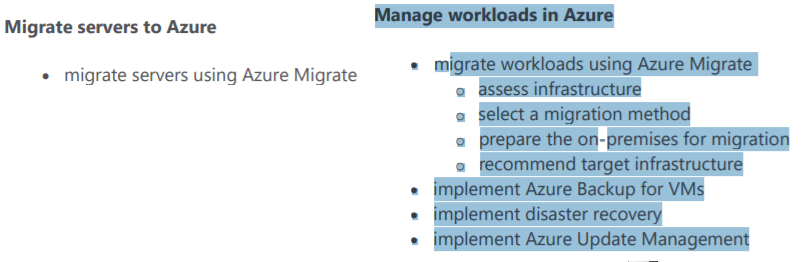 Migrate servers to Azure
• migrate servers using Azure Migrate
Manage workloads in Azure
• migrate workloads using Azure Migrate
o assess infrastructure
o select a migration method
o prepare the on-premises for migration
o recommend target infrastructure
• implement Azure Backup for VMs
• implement disaster recovery
• implement Azure Update Management